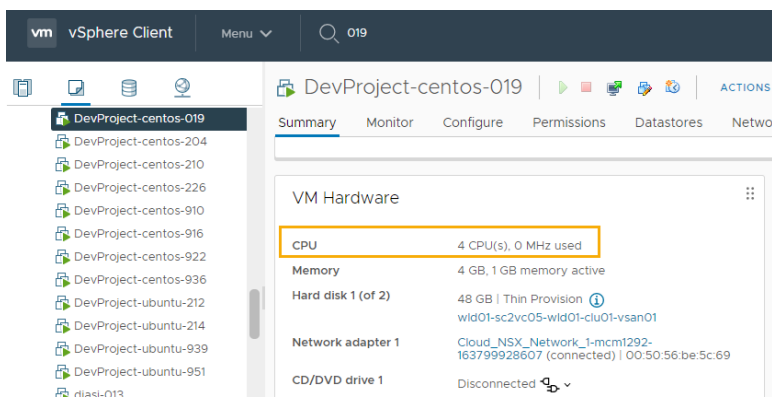 vm vSphere Client Menu 019
DevProject-centos-019
DevProject-centos-204
DevProject-centos-210
DevProject-centos-226
DevProject-centos-910
DevProject-centos-916
DevProject-centos-922
DevProject-centos-936
DevProject-ubuntu-212
DevProject-ubuntu-214
DevProject-ubuntu-939
DevProject-ubuntu-951
diasi-013
DevProject-centos-019 ACTIONS
Summary Monitor Configure Permissions Datastores Netwo
VM Hardware
CPU 4 CPU(s), 0 MHz used
Memory 4 GB, 1 GB memory active
Hard disk 1 (of 2) 48 GB | Thin Provision
wld01-sc2vc05-wld01-clu01-vsan01
Network adapter 1 Cloud_NSX_Network_1-mcm1292-
163799928607 (connected) | 00:50:56:be:5c:69
CD/DVD drive 1 Disconnected